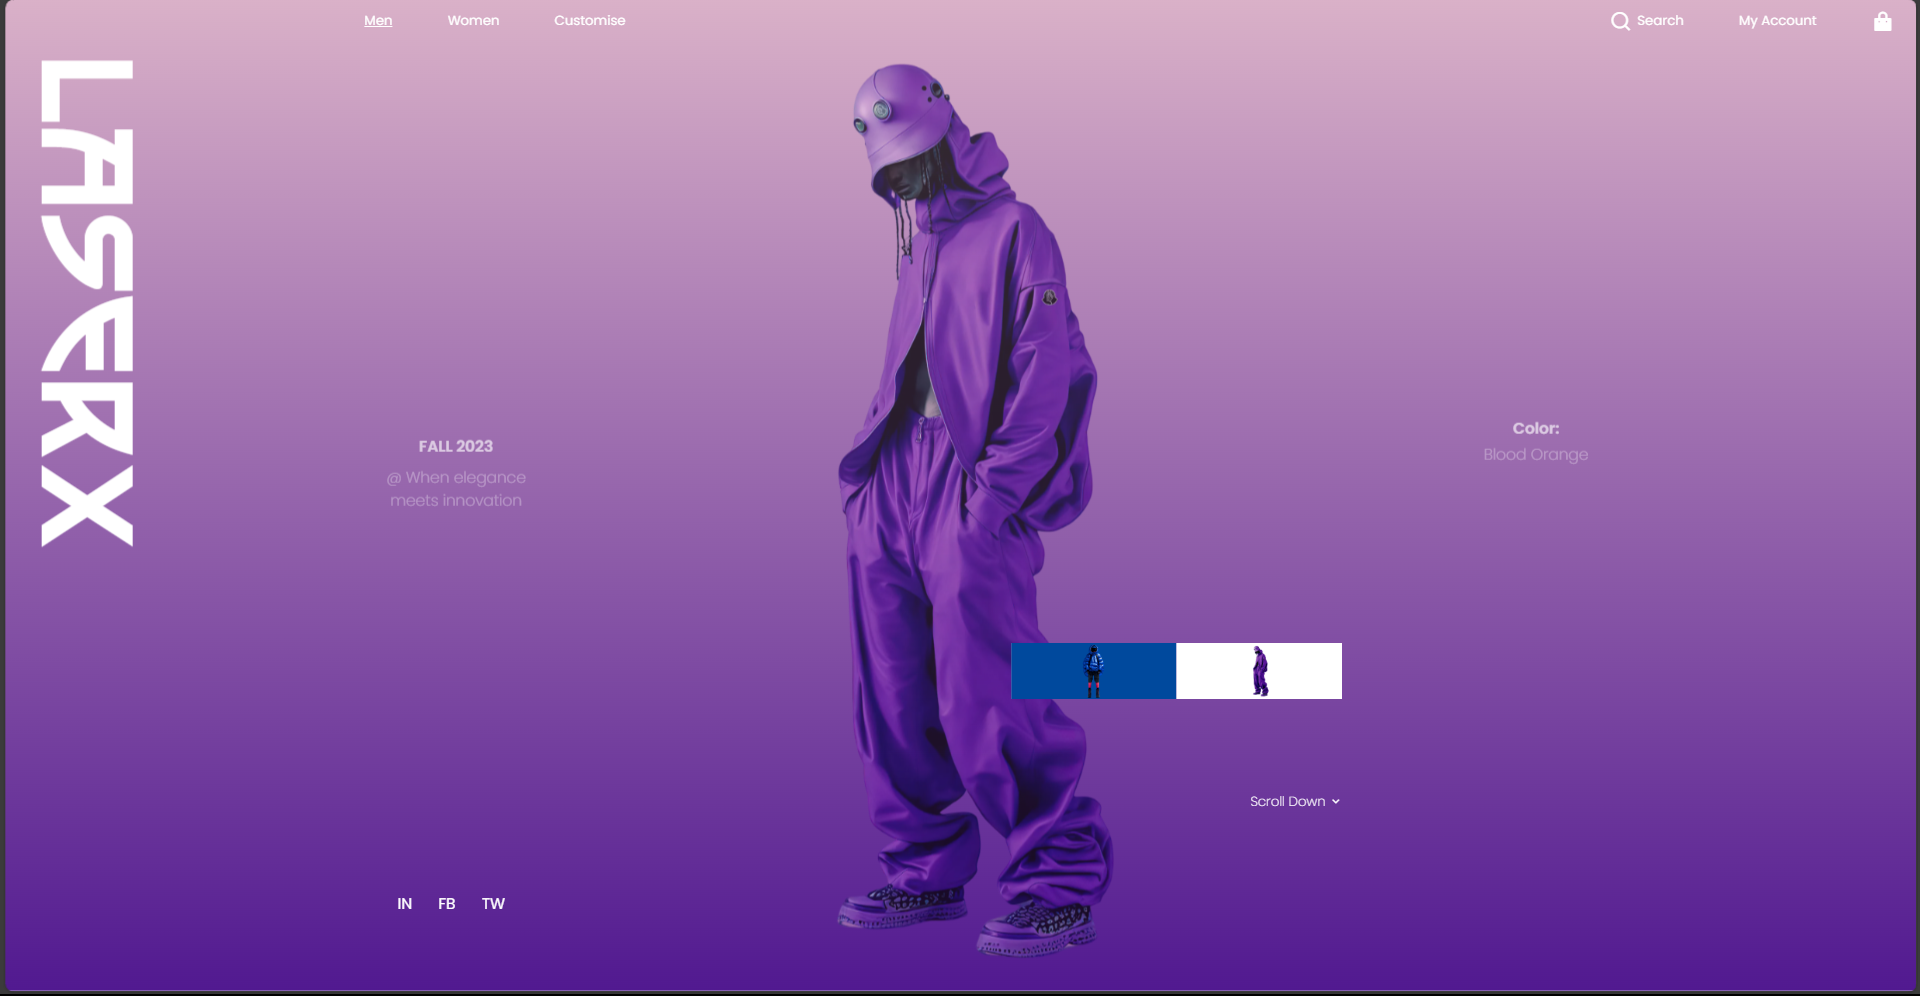 Men
Women
Customise
Search
My Account
LASERX
FALL 2023
@ When elegance
meets innovation
Color:
Blood Orange
Scroll Down
IN
FB
TW